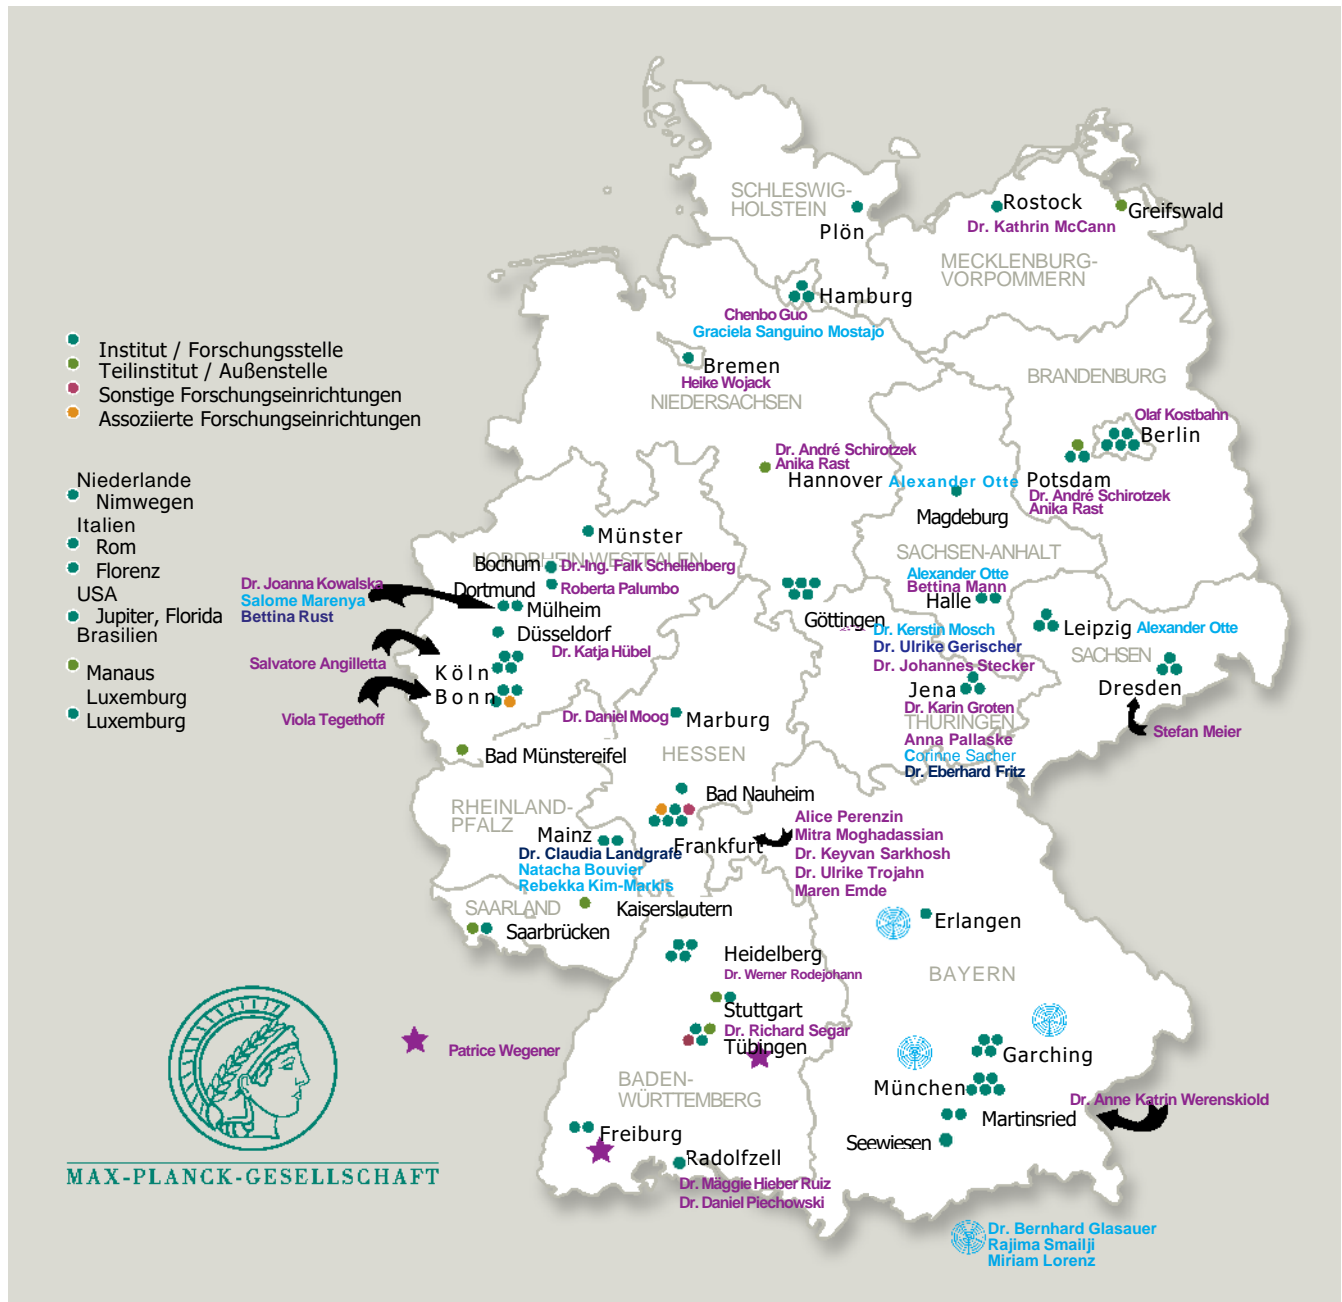 SCHLESWIG-
HOLSTEIN
Plön
Rostock
Dr. Kathrin McCann
Greifswald
MECKLENBURG-
VORPOMMERN
Hamburg
Chenbo Guo
Graciela Sanguino Mostajo
Bremen
Heike Wojack
NIEDERSACHSEN
BRANDENBURG
Institut / Forschungsstelle
Teilinstitut / Außenstelle
Sonstige Forschungseinrichtungen
Assoziierte Forschungseinrichtungen
Niederlande
Nimwegen
Italien
Rom
Florenz
USA
Jupiter, Florida
Brasilien
Manaus
Luxemburg
Luxemburg
Olaf Kostbahn
Berlin
Dr. André Schirotzek
Anika Rast
Hannover
Alexander Otte
Magdeburg
Potsdam
Dr. André Schirotzek
Anika Rast
Münster
NORDRHEIN-WESTFALEN
Bochum
Dr.-Ing. Falk Schellenberg
Dortmund
Roberta Palumbo
Dr. Joanna Kowalska
Salome Marenya
Bettina Rust
Mülheim
Düsseldorf
Dr. Katja Hübel
Salvatore Angilletta
Köln
Bonn
Viola Tegethoff
SACHSEN-ANHALT
Alexander Otte
Bettina Mann
Halle
Göttingen
Dr. Kerstin Mosch
Dr. Ulrike Gerischer
Dr. Johannes Stecker
Leipzig
Alexander Otte
SACHSEN
Dresden
Stefan Meier
Jena
Dr. Karin Groten
THÜRINGEN
Anna Pallaske
Corinne Sacher
Dr. Eberhard Fritz
Dr. Daniel Moog
Marburg
HESSEN
Bad Münstereifel
Bad Nauheim
RHEINLAND-
PFALZ
Mainz
Dr. Claudia Landgrafe
Natacha Bouvier
Rebekka Kim-Markis
Frankfurt
Alice Perenzin
Mitra Moghadassian
Dr. Keyvan Sarkhosh
Dr. Ulrike Trojahn
Maren Emde
SAARLAND
Kaiserslautern
Saarbrücken
Erlangen
BAYERN
Heidelberg
Dr. Werner Rodejohann
Stuttgart
Dr. Richard Segar
Tübingen
Patrice Wegener
BADEN-
WÜRTTEMBERG
Garching
München
Martinsried
Dr. Anne Katrin Werenskiold
Seewiesen
Freiburg
Radolfzell
Dr. Mäggie Hieber Ruiz
Dr. Daniel Piechowski
MAX-PLANCK-GESELLSCHAFT
Dr. Bernhard Glasauer
Rajima Smailji
Miriam Lorenz